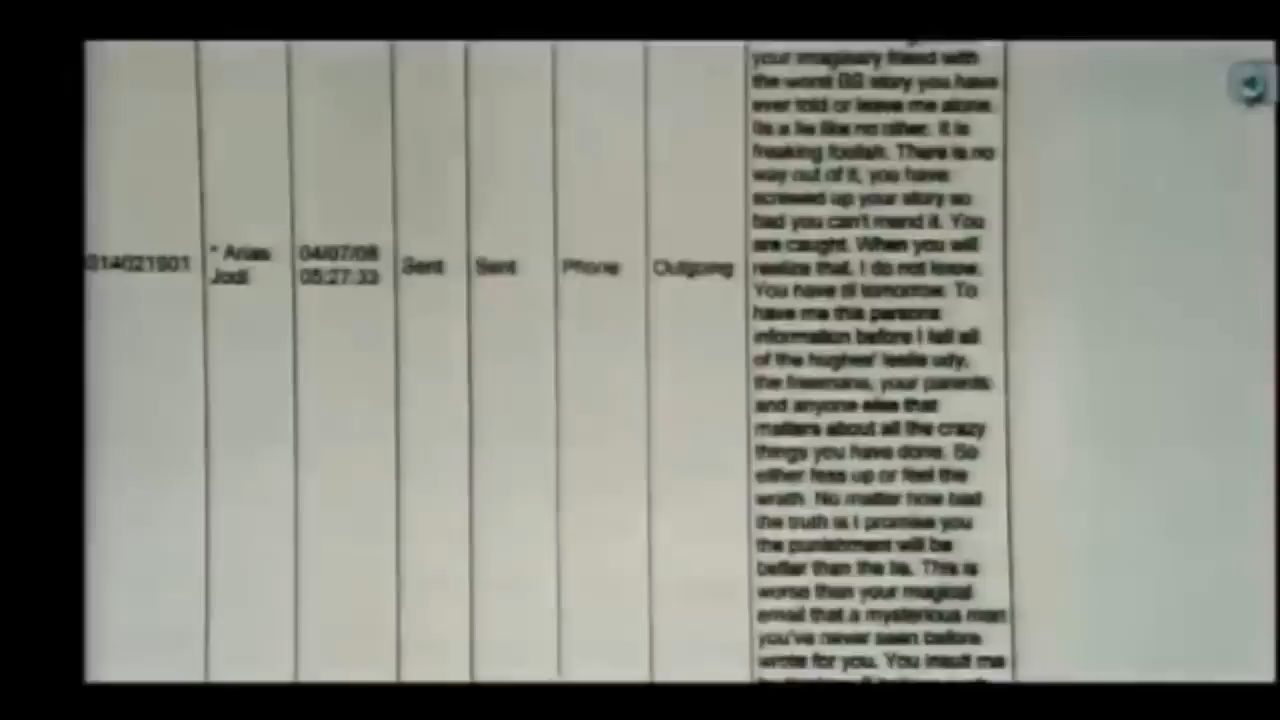 014021901
* Arias
Jodi
04/07/08
05:27:33
Sent
Sent
Phone
Outgoing
your imaginary friend with
the worst BS story you have
ever told or leave me alone.
Its a lie like no other. It is
freaking foolish. There is no
way out of it, you have
screwed up your story so
bad you can't mend it. You
are caught. When you will
realize that, I do not know.
You have til tomorrow. To
have me this persons
information before I tell all
of the hughes' leslie udy,
the freemans, your parents
and anyone else that
matters about all the crazy
things you have done. So
either fess up or feel the
wrath. No matter how bad
the truth is I promise you
the punishment will be
better than the lie. This is
worse than your magical
email that a mysterious man
you've never seen before
wrote for you. You insult me